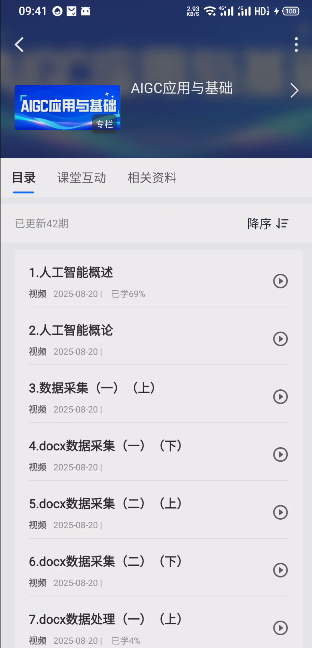 09:41
2.93 KB/s
HD
100
AIGC应用与基础
AIGC应用与基础
专栏
目录 课堂互动 相关资料
已更新42期
降序
1.人工智能概述
视频 2025-08-20 | 已学69%
2.人工智能概论
视频 2025-08-20 |
3.数据采集（一）（上）
视频 2025-08-20 |
4.docx数据采集（一）（下）
视频 2025-08-20 |
5.docx数据采集（二）（上）
视频 2025-08-20 |
6.docx数据采集（二）（下）
视频 2025-08-20 |
7.docx数据处理（一）（上）
视频 2025-08-20 | 已学4%